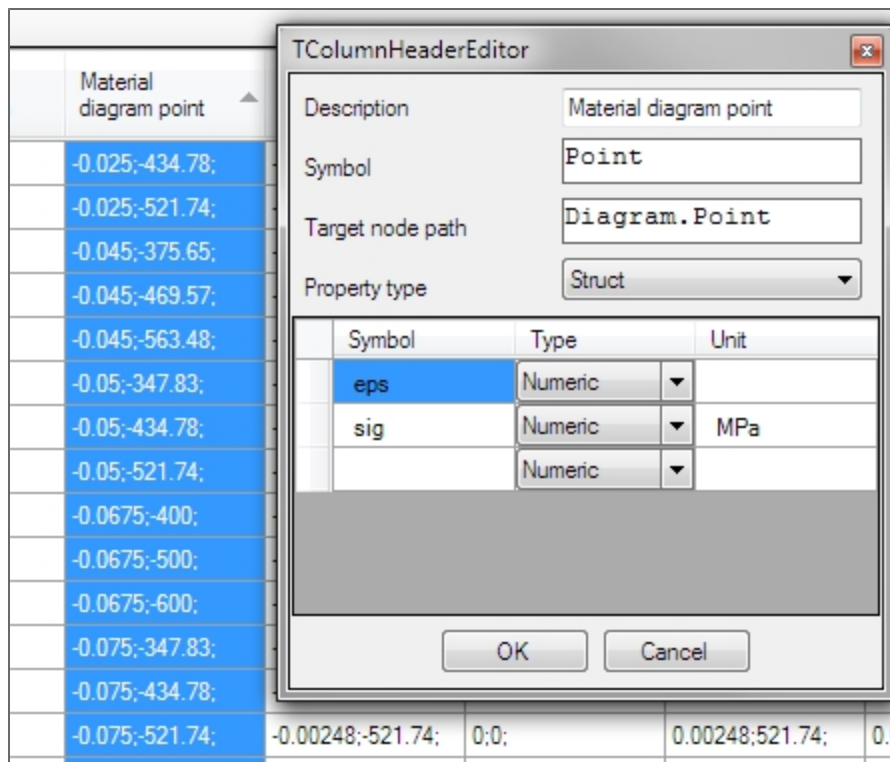 TColumnHeaderEditor
Material
diagram point
Description
Material diagram point
Symbol
Point
Target node path
Diagram.Point
Property type
Struct
Symbol Type Unit
eps Numeric
sig Numeric MPa
Numeric
OK Cancel
-0.025;-434.78;
-0.025;-521.74;
-0.045;-375.65;
-0.045;-469.57;
-0.045;-563.48;
-0.05;-347.83;
-0.05;-434.78;
-0.05;-521.74;
-0.0675;-400;
-0.0675;-500;
-0.0675;-600;
-0.075;-347.83;
-0.075;-434.78;
-0.075;-521.74; -0.00248;-521.74; 0;0; 0.00248;521.74; 0.